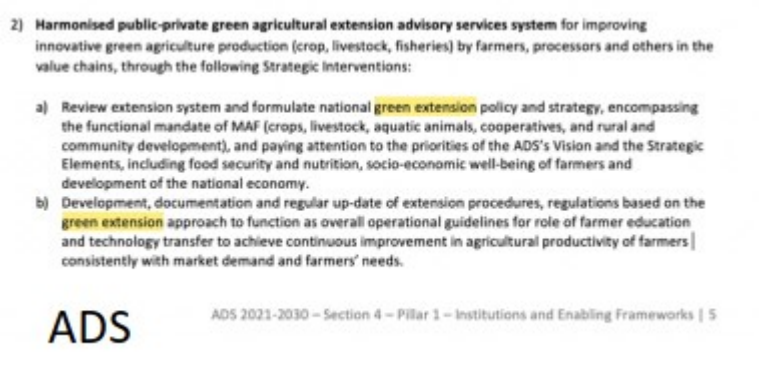 2) Harmonised public-private green agricultural extension advisory services system for improving
innovative green agriculture production (crop, livestock, fisheries) by farmers, processors and others in the
value chains, through the following Strategic Interventions:
a) Review extension system and formulate national green extension policy and strategy, encompassing
the functional mandate of MAF (crops, livestock, aquatic animals, cooperatives, and rural and
community development), and paying attention to the priorities of the ADS's Vision and the Strategic
Elements, including food security and nutrition, socio-economic well-being of farmers and
development of the national economy.
b) Development, documentation and regular up-date of extension procedures, regulations based on the
green extension approach to function as overall operational guidelines for role of farmer education
and technology transfer to achieve continuous improvement in agricultural productivity of farmers
consistently with market demand and farmers' needs.
ADS
ADS 2021-2030 – Section 4 – Pillar 1 – Institutions and Enabling Frameworks | 5